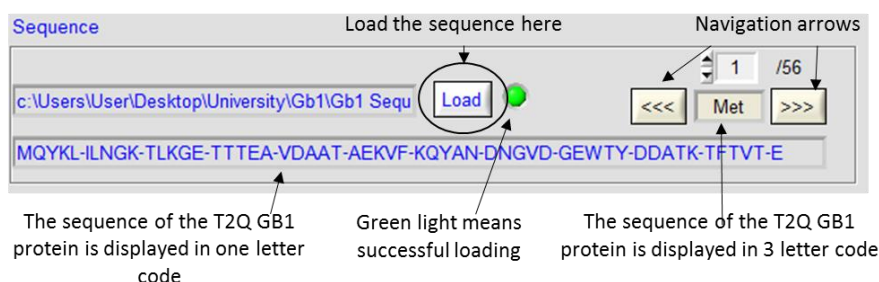 Sequence
Load the sequence here
Navigation arrows
1 /56
c:\Users\User\Desktop\University\Gb1\Gb1 Sequ
Load
<<< Met >>>
MQYKL-ILNGK-TLKGE-TTTEA-VDAAT-AEKVF-KQYAN-DNGVD-GEWTY-DDATK-TFTVT-E
The sequence of the T2Q GB1
protein is displayed in one letter
code
Green light means
successful loading
The sequence of the T2Q GB1
protein is displayed in 3 letter code